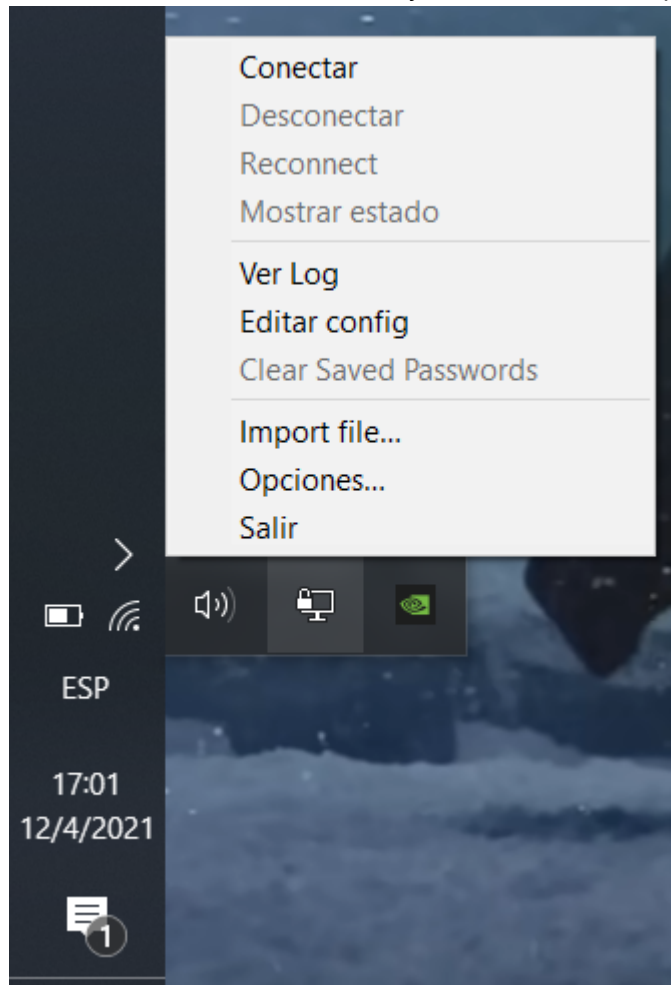 Conectar
Desconectar
Reconnect
Mostrar estado
Ver Log
Editar config
Clear Saved Passwords
Import file...
Opciones...
Salir
ESP
17:01
12/4/2021
1